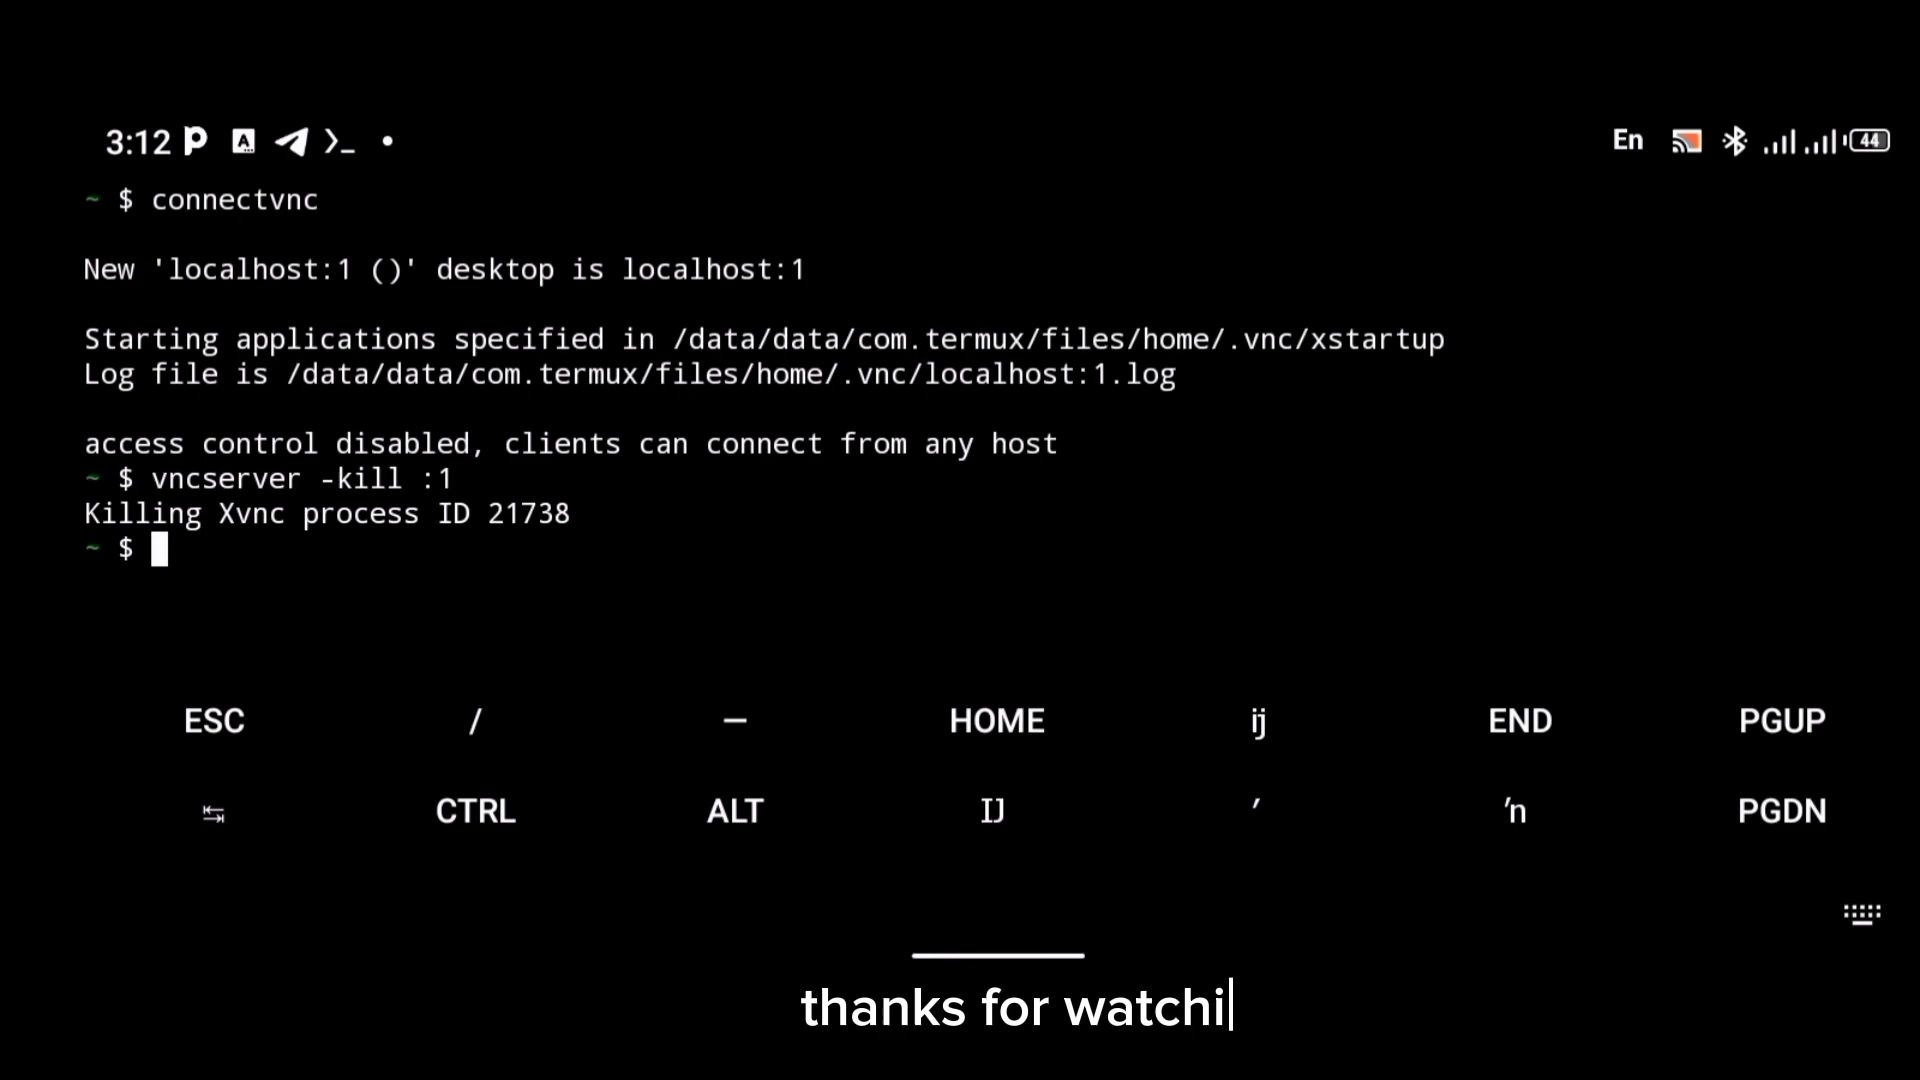 3:12 En 44
~ $ connectvnc
New 'localhost:1 ()' desktop is localhost:1
Starting applications specified in /data/data/com.termux/files/home/.vnc/xstartup
Log file is /data/data/com.termux/files/home/.vnc/localhost:1.log
access control disabled, clients can connect from any host
~ $ vncserver -kill :1
Killing Xvnc process ID 21738
~ $
ESC / — HOME ĳ END PGUP
↹ CTRL ALT Ĳ ′ ŉ PGDN
thanks for watchi